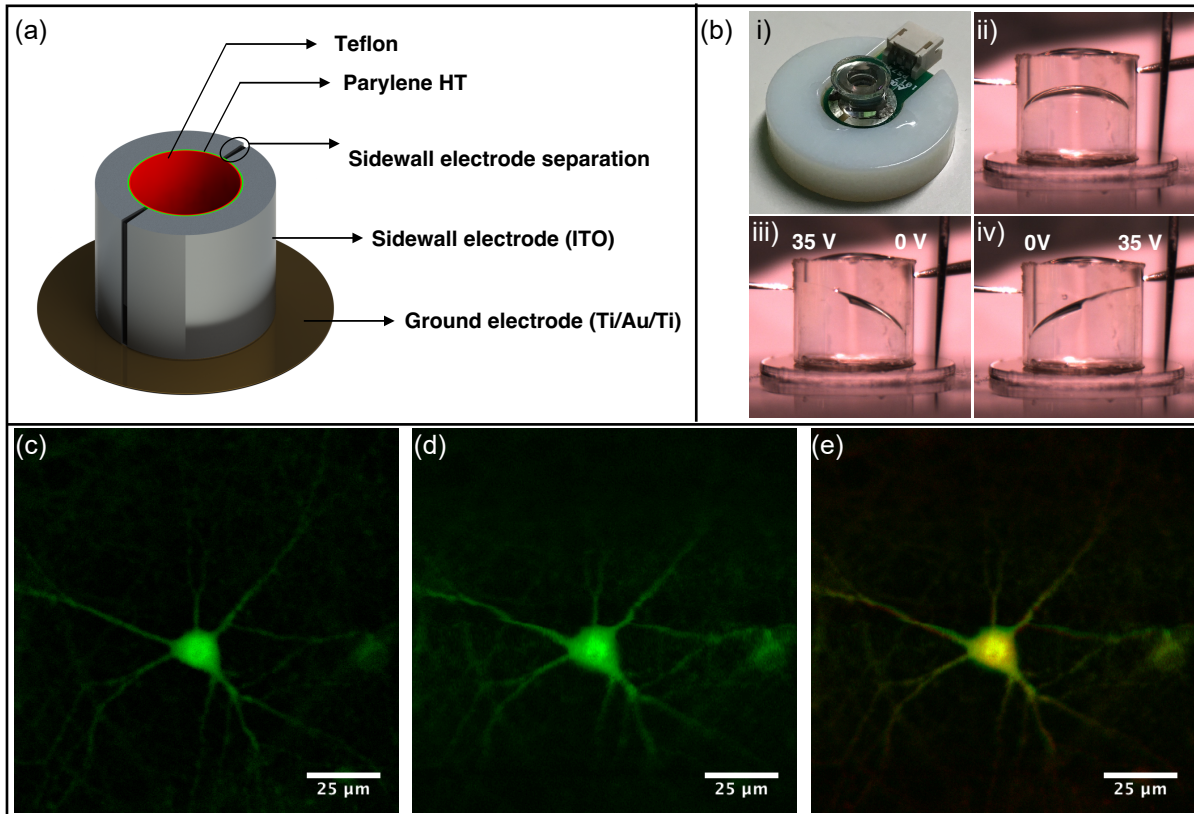 (a)
Teflon
Parylene HT
Sidewall electrode separation
Sidewall electrode (ITO)
Ground electrode (Ti/Au/Ti)
(b)
i)
ii)
iii)
35 V
0 V
iv)
0V
35 V
(c)
25 µm
(d)
25 µm
(e)
25 µm